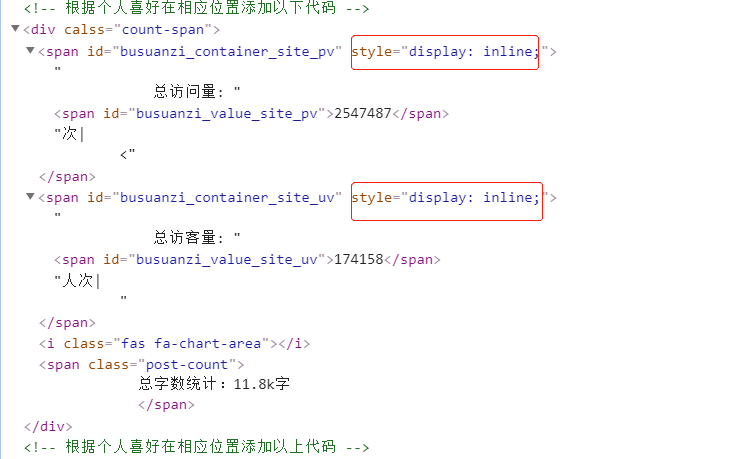 <!-- 根据个人喜好在相应位置添加以下代码 -->
▼<div calss="count-span">
▼<span id="busuanzi_container_site_pv" style="display: inline;">
"
总访问量: "
<span id="busuanzi_value_site_pv">2547487</span>
"次|
<"
</span>
▼<span id="busuanzi_container_site_uv" style="display: inline;">
"
总访客量: "
<span id="busuanzi_value_site_uv">174158</span>
"人次|
"
</span>
<i class="fas fa-chart-area"></i>
<span class="post-count">
总字数统计：11.8k字
</span>
</div>
<!-- 根据个人喜好在相应位置添加以上代码 -->